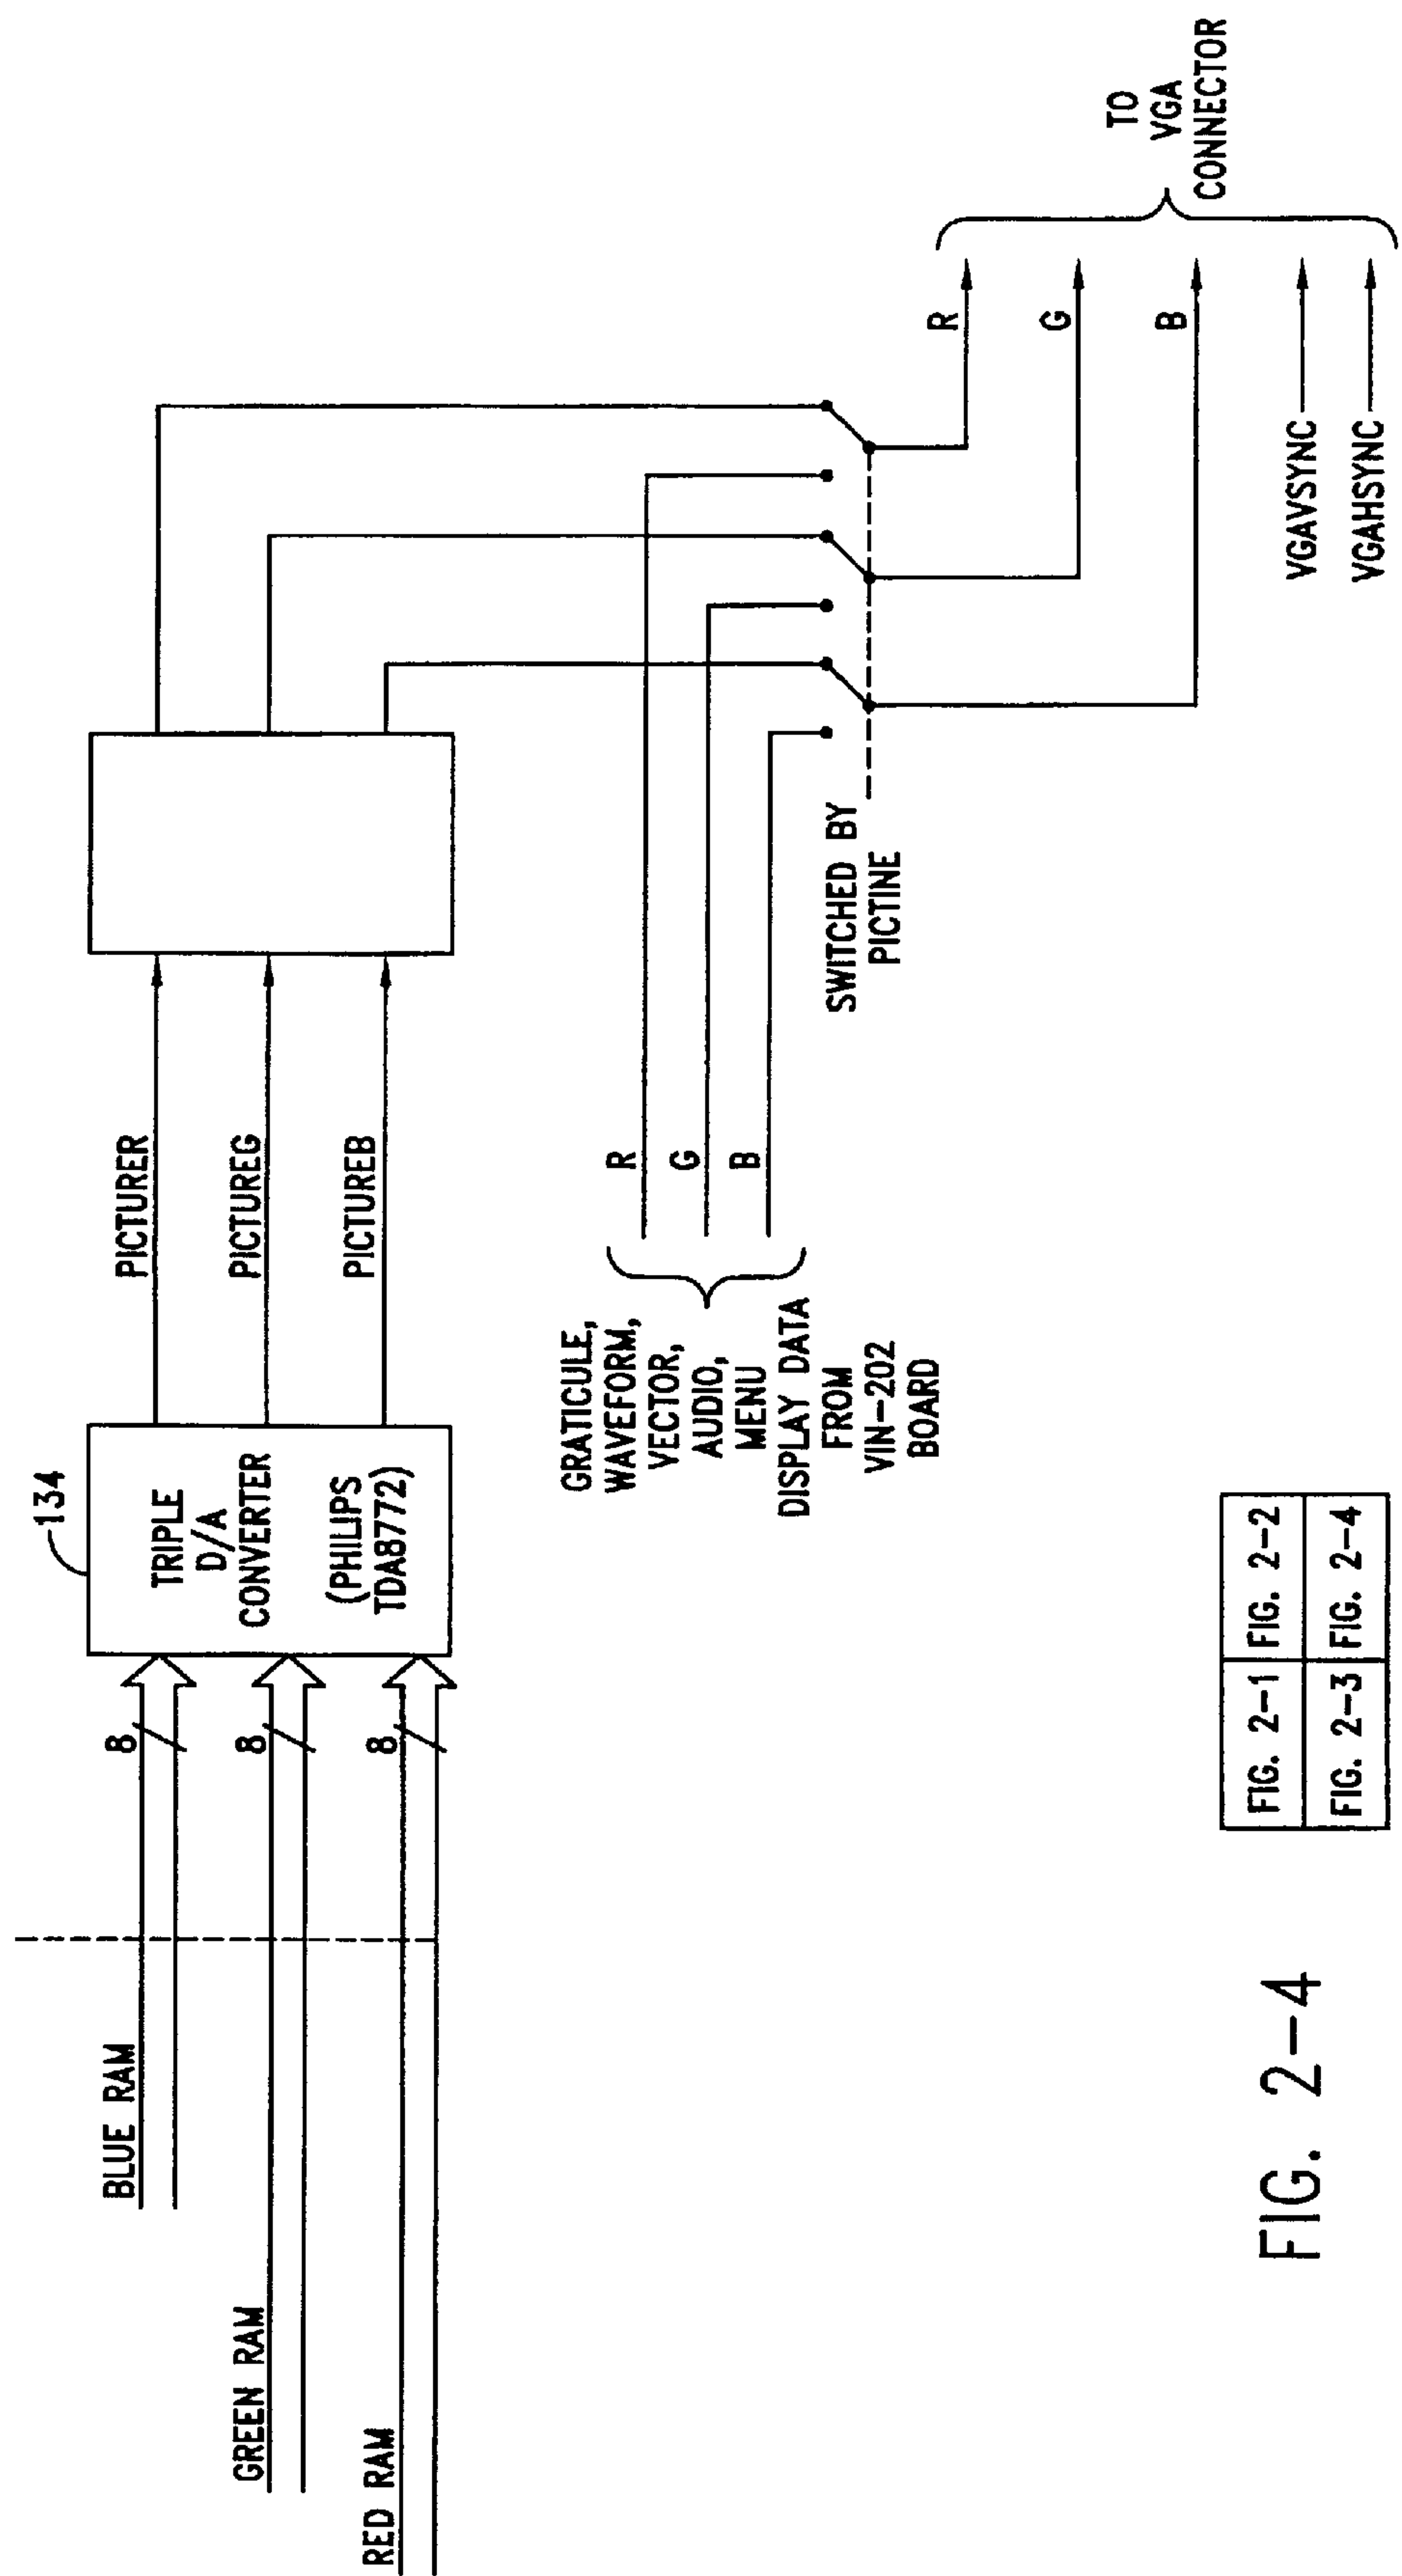 BLUE RAM
GREEN RAM
RED RAM
8
8
8
134
TRIPLE
D/A
CONVERTER
(PHILIPS
TDA8772)
PICTURER
PICTUREG
PICTUREB
GRATICULE,
WAVEFORM,
VECTOR,
AUDIO,
MENU
DISPLAY DATA
FROM
VIN-202
BOARD
R
G
B
SWITCHED BY
PICTINE
R
G
B
VGAVSYNC
VGAHSYNC
TO
VGA
CONNECTOR
FIG. 2-1 FIG. 2-2
FIG. 2-3 FIG. 2-4
FIG. 2-4